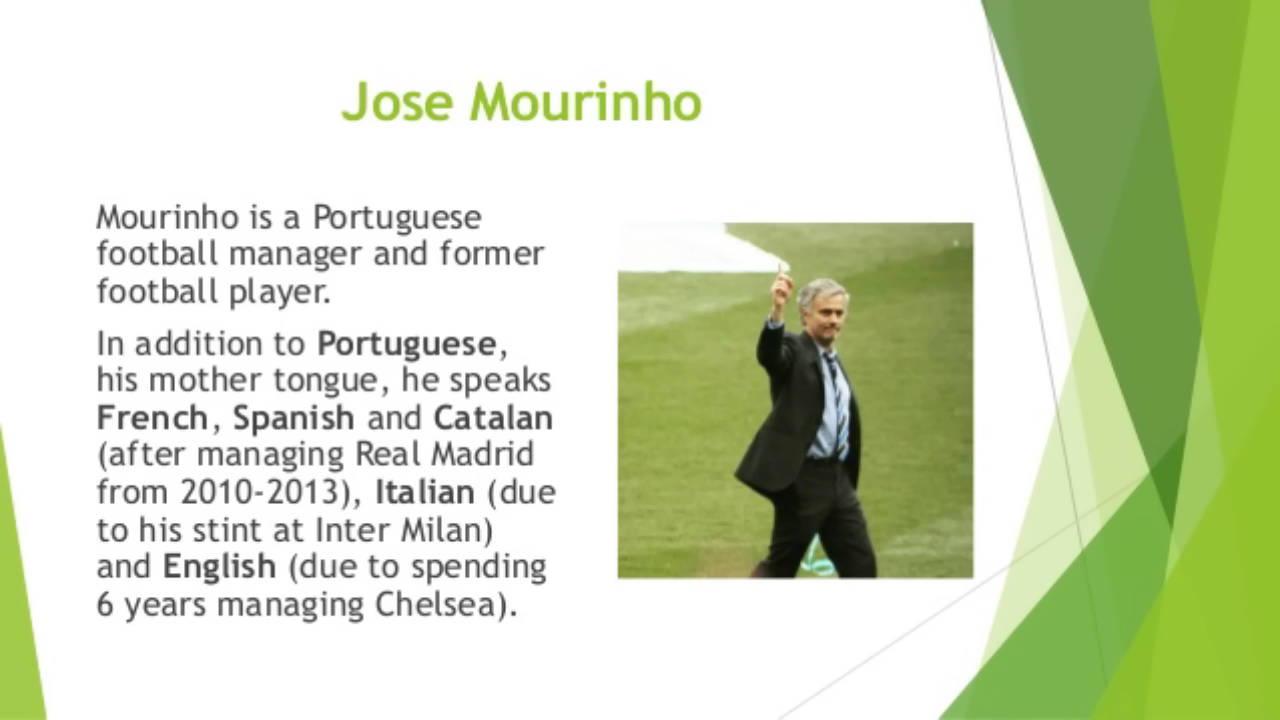 Jose Mourinho
Mourinho is a Portuguese
football manager and former
football player.
In addition to Portuguese,
his mother tongue, he speaks
French, Spanish and Catalan
(after managing Real Madrid
from 2010-2013), Italian (due
to his stint at Inter Milan)
and English (due to spending
6 years managing Chelsea).